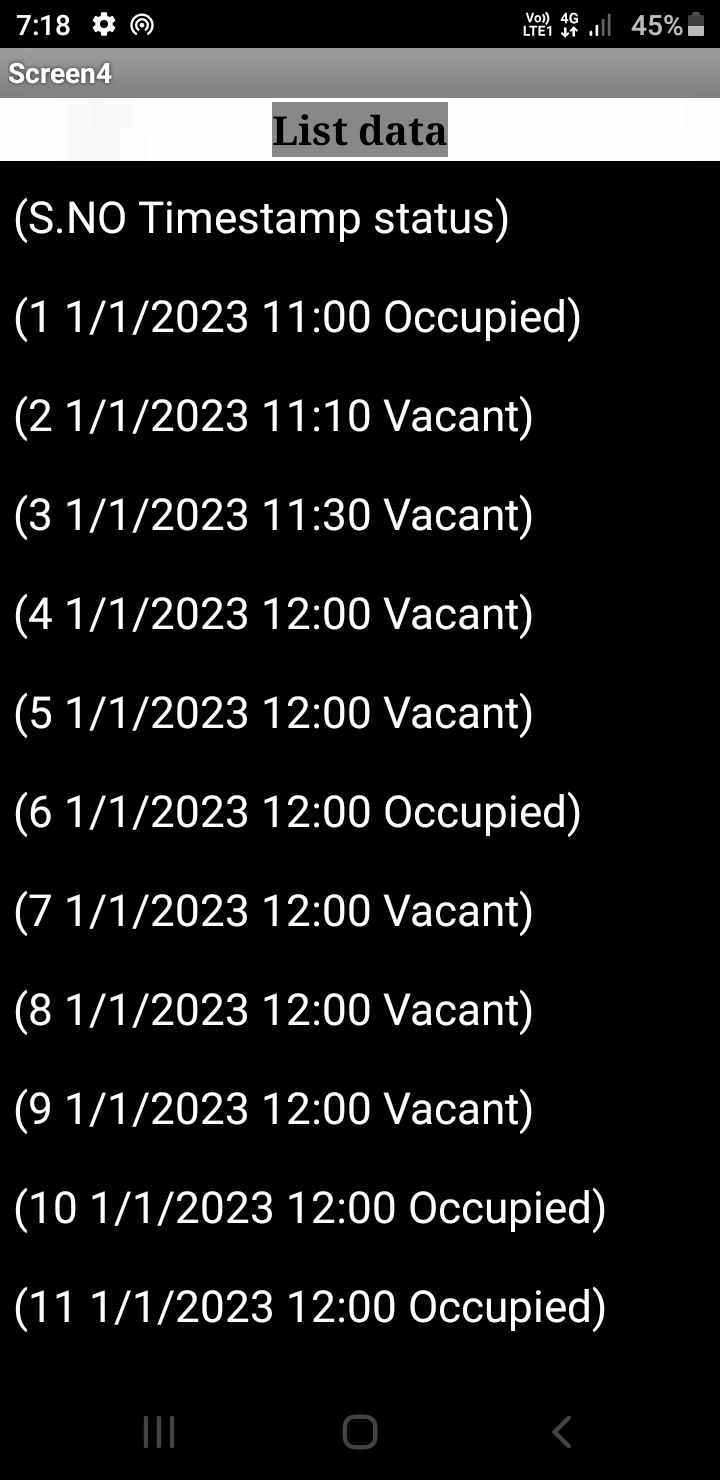 7:18 Vo)) LTE1 4G 45%
Screen4
List data
(S.NO Timestamp status)
(1 1/1/2023 11:00 Occupied)
(2 1/1/2023 11:10 Vacant)
(3 1/1/2023 11:30 Vacant)
(4 1/1/2023 12:00 Vacant)
(5 1/1/2023 12:00 Vacant)
(6 1/1/2023 12:00 Occupied)
(7 1/1/2023 12:00 Vacant)
(8 1/1/2023 12:00 Vacant)
(9 1/1/2023 12:00 Vacant)
(10 1/1/2023 12:00 Occupied)
(11 1/1/2023 12:00 Occupied)